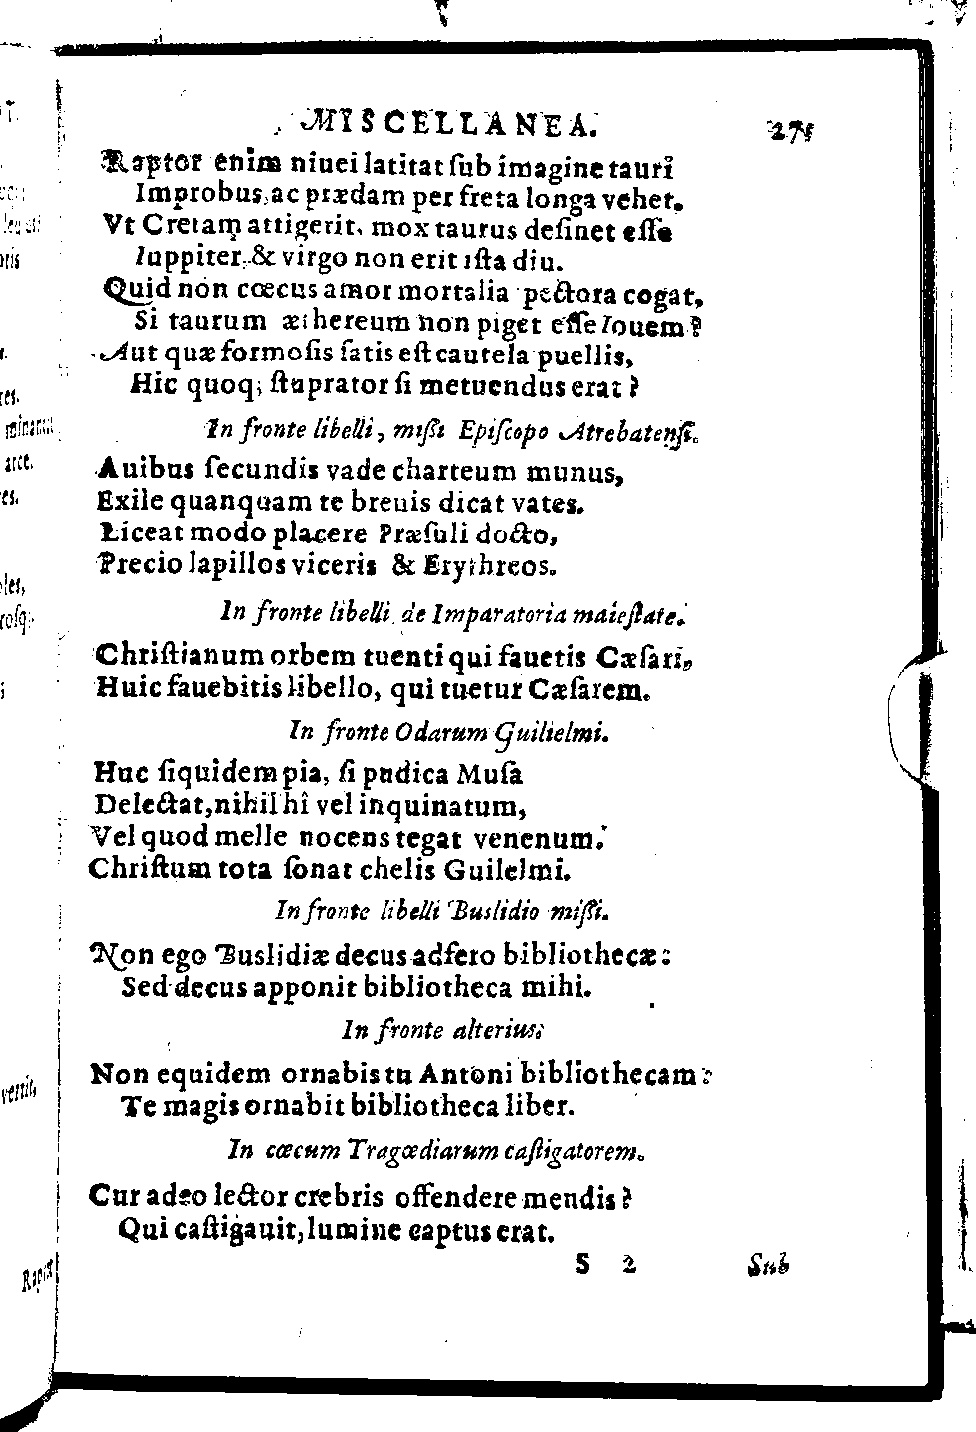 MISCELLANEA. 275
Raptor enim niuei latitat ſub imagine tauri
Improbus, ac prædam per freta longa vehet.
Vt Cretam attigerit, mox taurus deſinet eſſe
Iuppiter, & virgo non erit iſta diu.
Quid non cœcus amor mortalia pectora cogat,
Si taurum æthereum non piget eſſe Iouem?
Aut quæ formoſis ſatis eſt cautela puellis,
Hic quoq; ſtuprator ſi metuendus erat?
In fronte libelli, miſſi Epiſcopo Atrebatenſi.
Auibus ſecundis vade charteum munus,
Exile quanquam te breuis dicat vates.
Liceat modo placere Præſuli docto,
Precio lapillos viceris & Erythreos.
In fronte libelli de Imparatoria maieſtate.
Chriſtianum orbem tuenti qui fauetis Cæſari,
Huic fauebitis libello, qui tuetur Cæſarem.
In fronte Odarum Guilielmi.
Huc ſiquidem pia, ſi pudica Muſa
Delectat, nihil hî vel inquinatum,
Vel quod melle nocens tegat venenum.
Chriſtum tota ſonat chelis Guilelmi.
In fronte libelli Buslidio miſſi.
Non ego Buslidiæ decus adfero bibliothecæ:
Sed decus apponit bibliotheca mihi.
In fronte alterius.
Non equidem ornabis tu Antoni bibliothecam:
Te magis ornabit bibliotheca liber.
In cœcum Tragœdiarum caſtigatorem.
Cur adeo lector crebris offendere mendis?
Qui caſtigauit, lumine captus erat.
S 2 Sub